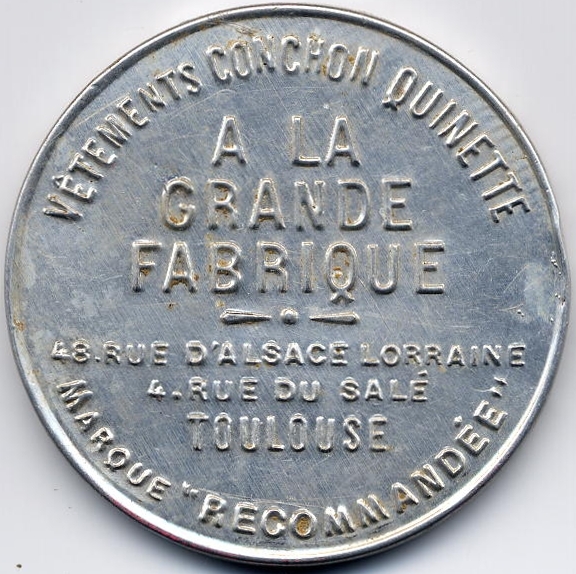 VÊTEMENTS CONCHON QUINETTE
A LA
GRANDE
FABRIQUE
48.RUE D'ALSACE LORRAINE
4.RUE DU SALÉ
TOULOUSE
MARQUE "RECOMMANDÉE"